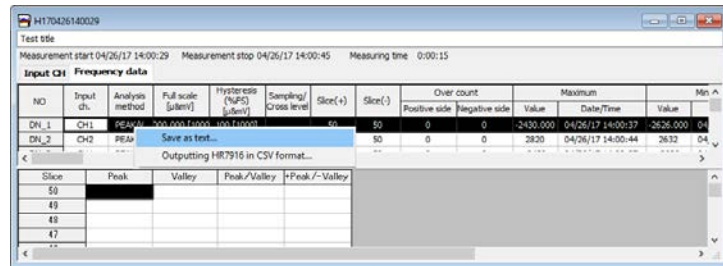 H170426140029
Test title
Measurement start 04/26/17 14:00:29 Measurement stop 04/26/17 14:00:45 Measuring time 0:00:15
Input CH Frequency data
NO Input ch. Analysis method Full scale [μ&mV] Hysteresis (%FS) [μ&mV] Sampling/ Cross level Slice(+) Slice(-) Over count Positive side Negative side Maximum Value Date/Time Value
DN_1 CH1 50 50 0 0 -2430.000 04/26/17 14:00:37 -2626.000 04
DN_2 CH2 50 0 0 2820 04/26/17 14:00:44 2632 04
Save as text...
Outputting HR7916 in CSV format...
Slice Peak Valley Peak/Valley +Peak/-Valley
50
49
48
47